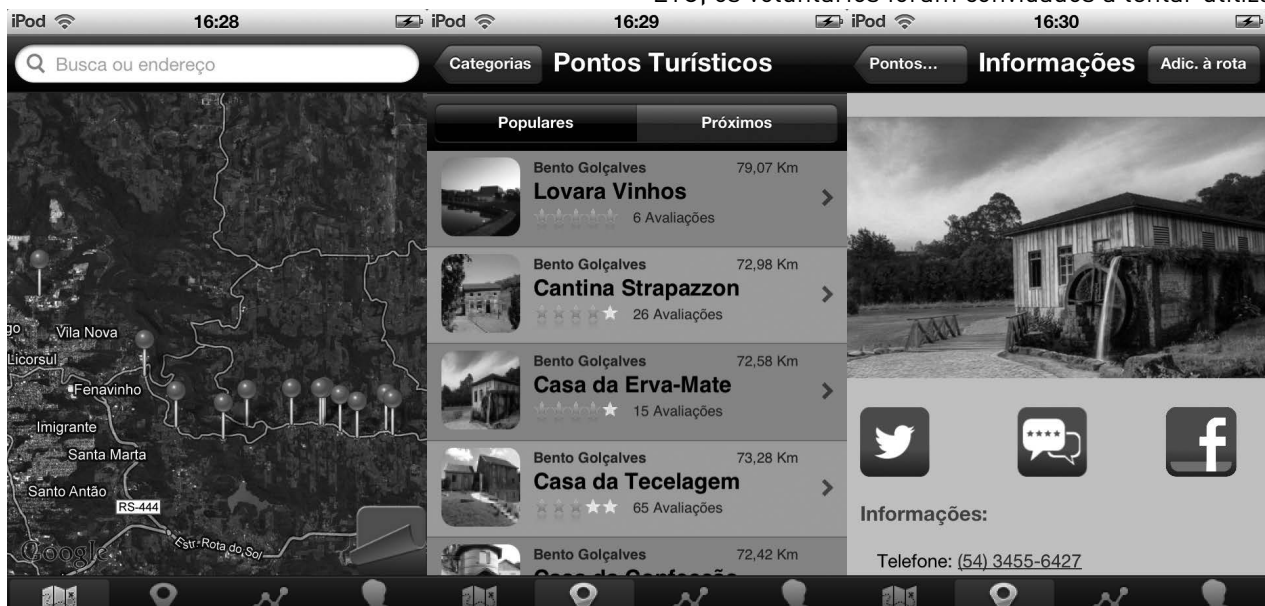 iPod 16:28
Busca ou endereço
Vila Nova
Licorsul
Fenavinho
Imigrante
Santa Marta
Santo Antão
RS-444
Estr. Rota do Sol
Google
iPod 16:29
Categorias Pontos Turísticos
Populares Próximos
Bento Golçalves 79,07 Km
Lovara Vinhos
6 Avaliações
Bento Golçalves 72,98 Km
Cantina Strapazzon
26 Avaliações
Bento Golçalves 72,58 Km
Casa da Erva-Mate
15 Avaliações
Bento Golçalves 73,28 Km
Casa da Tecelagem
65 Avaliações
Bento Golçalves 72,42 Km
iPod 16:30
Pontos... Informações Adic. à rota
Informações:
Telefone: (54) 3455-6427